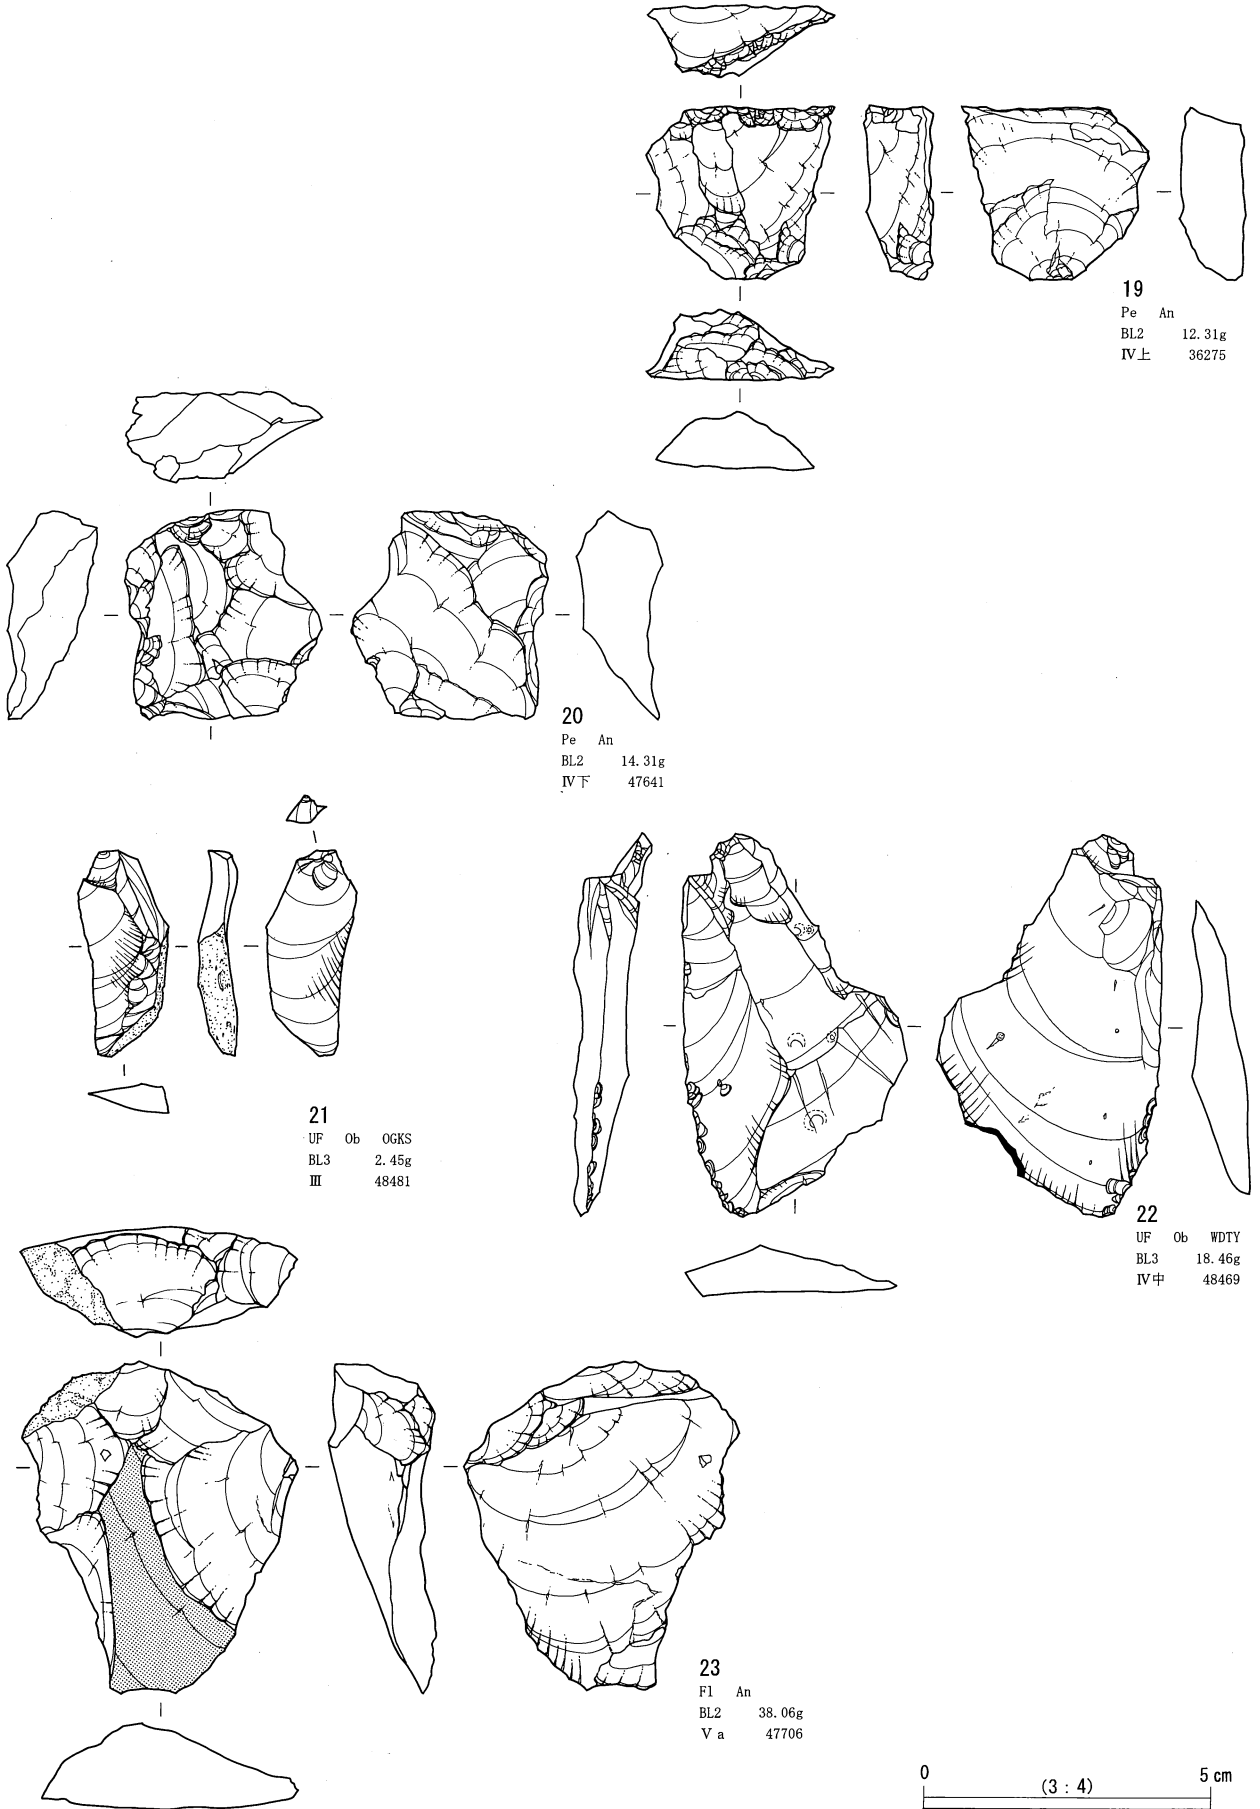 19
Pe An
BL2 12.31g
Ⅳ上 36275
20
Pe An
BL2 14.31g
Ⅳ下 47641
21
UF Ob OGKS
BL3 2.45g
Ⅲ 48481
22
UF Ob WDTY
BL3 18.46g
Ⅳ中 48469
23
Fl An
BL2 38.06g
Ⅴa 47706
0 (3 : 4) 5 cm